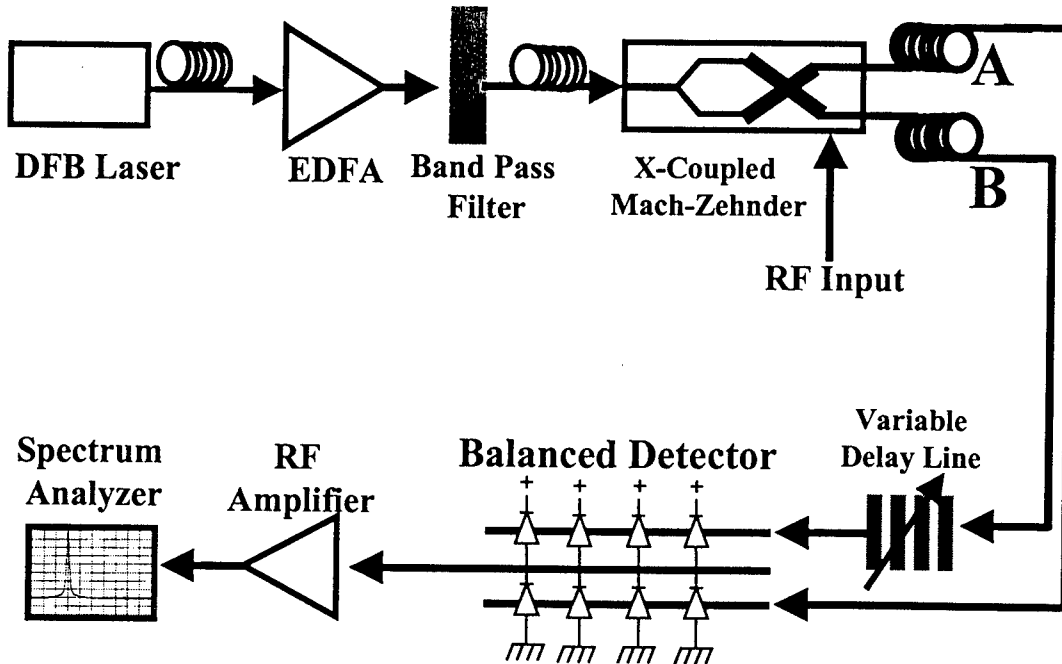 DFB Laser
EDFA
Band Pass
Filter
X-Coupled
Mach-Zehnder
A
B
RF Input
Spectrum
Analyzer
RF
Amplifier
Balanced Detector
Variable
Delay Line
+ + + +